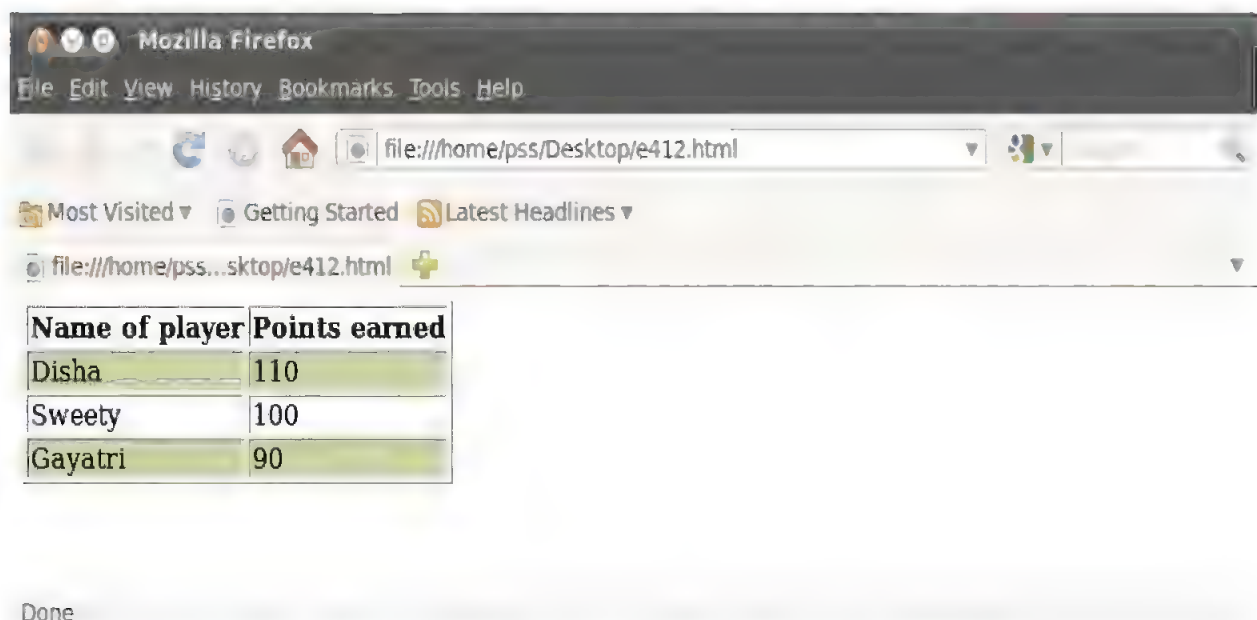 Mozilla Firefox
File Edit View History Bookmarks Tools Help
file:///home/pss/Desktop/e412.html
Most Visited Getting Started Latest Headlines
file:///home/pss...sktop/e412.html
Name of player Points earned
Disha 110
Sweety 100
Gayatri 90
Done